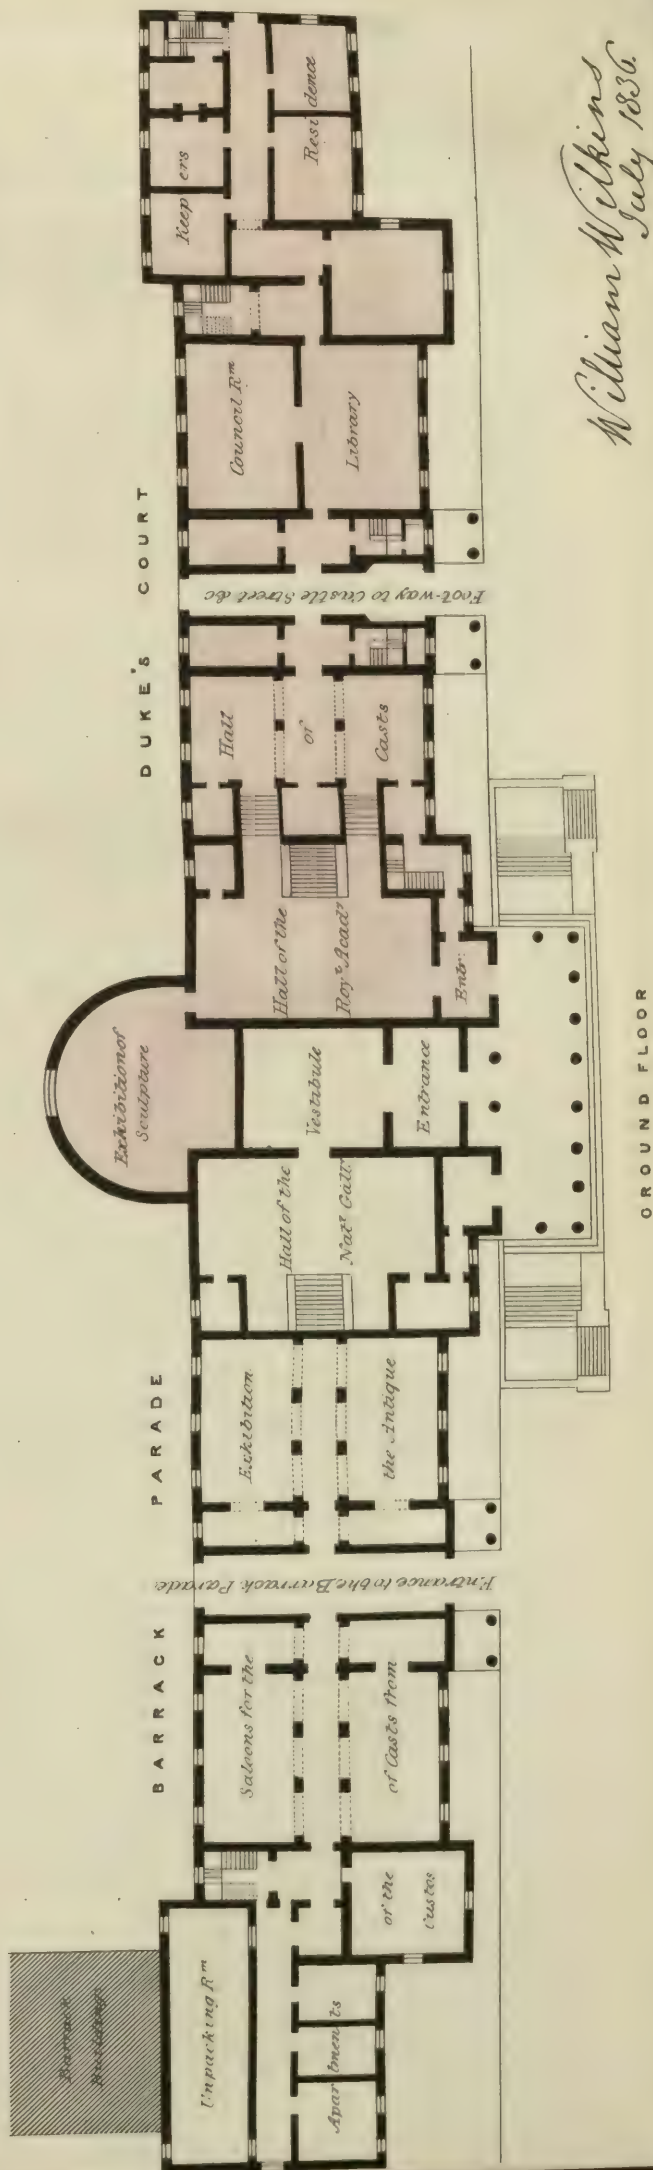 BARRACK PARADE
DUKE'S COURT
Barrack
Building
Unpacking Rᵐ
Apartments
of the
Custos
Saloons for the
of Casts from
Entrance to the Barrack Parade
Exhibition
the Antique
Hall of the
Natˡ Gallʸ
Exhibition of
Sculpture
Vestibule
Entrance
Hall of the
Royˡ Acadʸ
Entr:
Hall
of
Casts
Foot-way to Castle Street &c
Council Rᵐ
Library
Keepers
Residence
GROUND FLOOR
William Wilkins
July 1836.